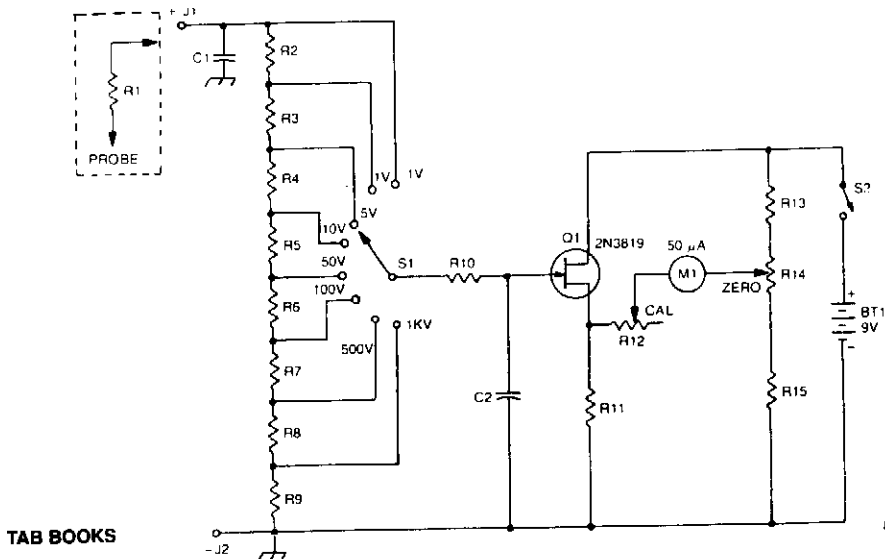 + J1
C1
R2
R1
R3
PROBE
R4
1V
1V
5V
10V
R5
50V
S1
R10
Q1
2N3819
50 μA
M1
R13
S2
R14
ZERO
CAL
R12
BT1
9V
+
-
100V
R6
500V
1KV
R7
C2
R11
R15
R8
R9
TAB BOOKS
- J2